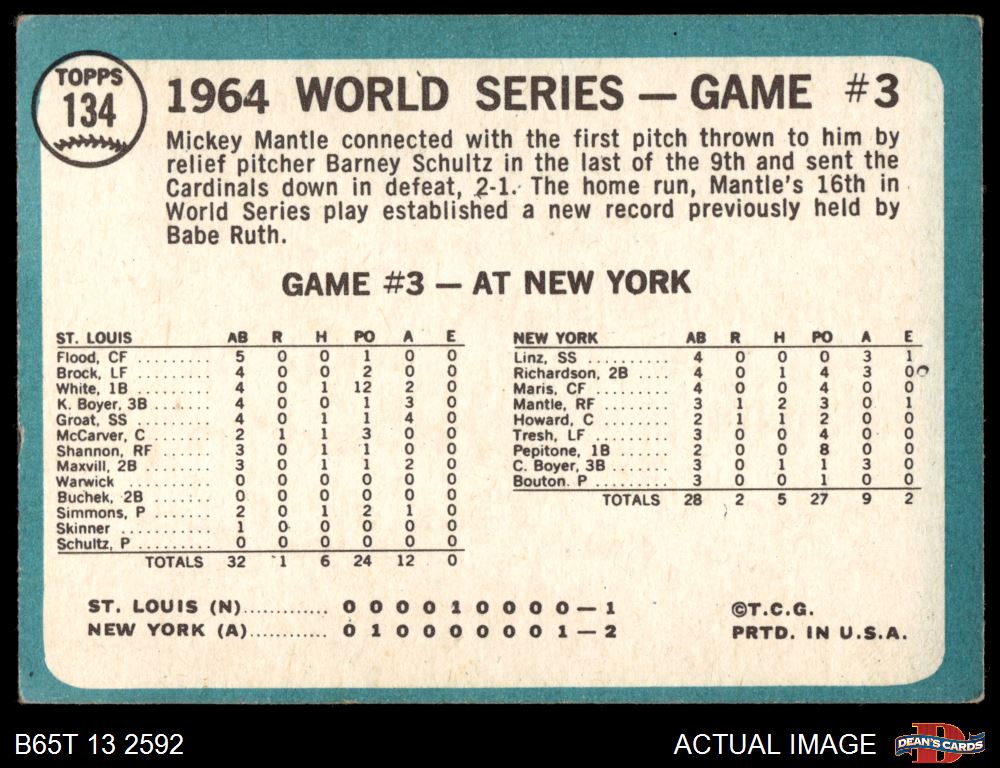 TOPPS
134
1964 WORLD SERIES — GAME #3
Mickey Mantle connected with the first pitch thrown to him by
relief pitcher Barney Schultz in the last of the 9th and sent the
Cardinals down in defeat, 2-1. The home run, Mantle's 16th in
World Series play established a new record previously held by
Babe Ruth.
GAME #3 — AT NEW YORK
ST. LOUIS AB R H PO A E
Flood, CF ......... 5 0 0 1 0 0
Brock, LF ......... 4 0 0 2 0 0
White, 1B ......... 4 0 1 12 2 0
K. Boyer, 3B ....... 4 0 0 1 3 0
Groat, SS ......... 4 0 1 1 4 0
McCarver, C ....... 2 1 1 3 0 0
Shannon, RF ....... 3 0 1 1 0 0
Maxvill, 2B ........ 3 0 1 1 2 0
Warwick .......... 0 0 0 0 0 0
Buchek, 2B ........ 0 0 0 0 0 0
Simmons, P ....... 2 0 1 2 1 0
Skinner .......... 1 0 0 0 0 0
Schultz, P ......... 0 0 0 0 0 0
TOTALS 32 1 6 24 12 0
NEW YORK AB R H PO A E
Linz, SS .......... 4 0 0 0 3 1
Richardson, 2B .... 4 0 1 4 3 0
Maris, CF ......... 4 0 0 4 0 0
Mantle, RF ........ 3 1 2 3 0 1
Howard, C ........ 2 1 1 2 0 0
Tresh, LF ......... 3 0 0 4 0 0
Pepitone, 1B ...... 2 0 0 8 0 0
C. Boyer, 3B ....... 3 0 1 1 3 0
Bouton, P ......... 3 0 0 1 0 0
TOTALS 28 2 5 27 9 2
ST. LOUIS (N)............ 0 0 0 0 1 0 0 0 0 — 1
NEW YORK (A)........... 0 1 0 0 0 0 0 0 1 — 2
©T.C.G.
PRTD. IN U.S.A.
B65T 13 2592
ACTUAL IMAGE
D
DEAN'S CARDS